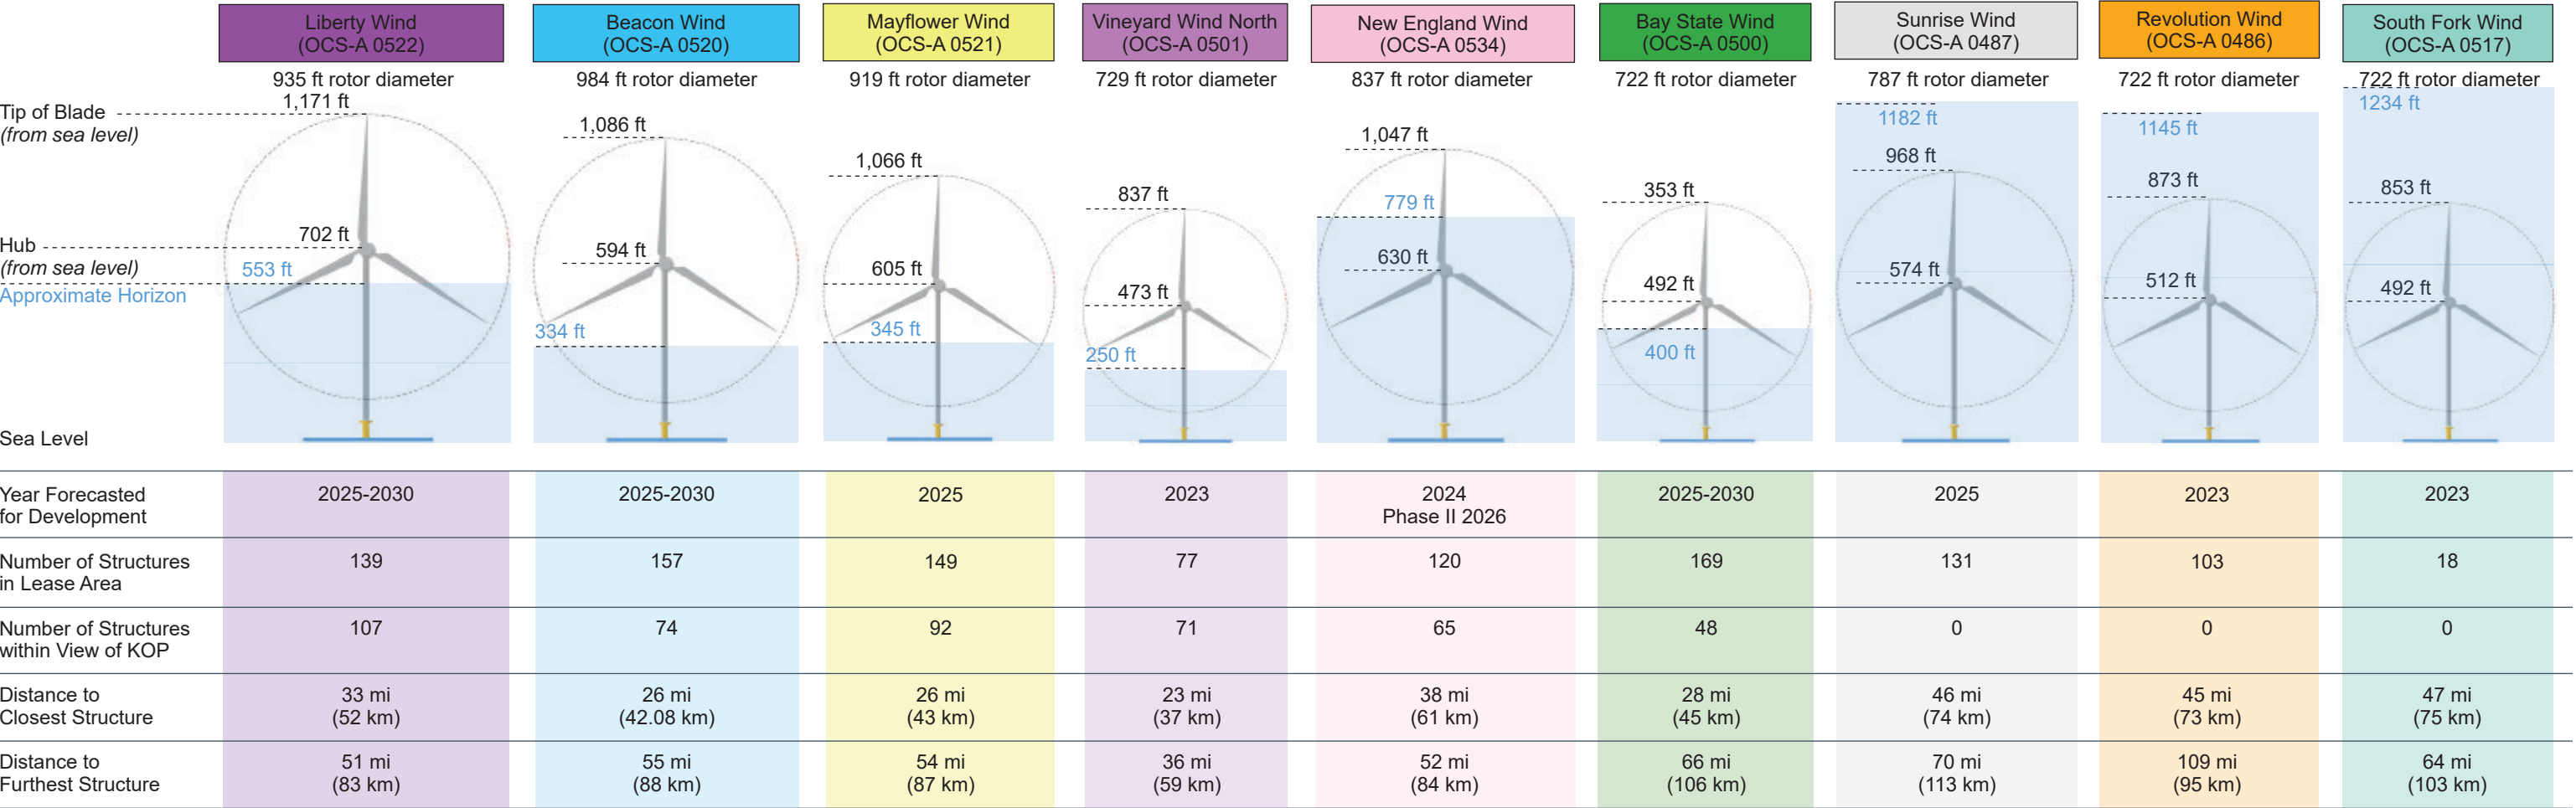 Liberty Wind
(OCS-A 0522)
Beacon Wind
(OCS-A 0520)
Mayflower Wind
(OCS-A 0521)
Vineyard Wind North
(OCS-A 0501)
New England Wind
(OCS-A 0534)
Bay State Wind
(OCS-A 0500)
Sunrise Wind
(OCS-A 0487)
Revolution Wind
(OCS-A 0486)
South Fork Wind
(OCS-A 0517)
935 ft rotor diameter
984 ft rotor diameter
919 ft rotor diameter
729 ft rotor diameter
837 ft rotor diameter
722 ft rotor diameter
787 ft rotor diameter
722 ft rotor diameter
722 ft rotor diameter
Tip of Blade
(from sea level)
Hub
(from sea level)
Approximate Horizon
Sea Level
1,171 ft
702 ft
553 ft
1,086 ft
594 ft
334 ft
1,066 ft
605 ft
345 ft
837 ft
473 ft
250 ft
1,047 ft
779 ft
630 ft
353 ft
492 ft
400 ft
1182 ft
968 ft
574 ft
1145 ft
873 ft
512 ft
1234 ft
853 ft
492 ft
Year Forecasted
for Development
2025-2030
2025-2030
2025
2023
2024
Phase II 2026
2025-2030
2025
2023
2023
Number of Structures
in Lease Area
139
157
149
77
120
169
131
103
18
Number of Structures
within View of KOP
107
74
92
71
65
48
0
0
0
Distance to
Closest Structure
33 mi
(52 km)
26 mi
(42.08 km)
26 mi
(43 km)
23 mi
(37 km)
38 mi
(61 km)
28 mi
(45 km)
46 mi
(74 km)
45 mi
(73 km)
47 mi
(75 km)
Distance to
Furthest Structure
51 mi
(83 km)
55 mi
(88 km)
54 mi
(87 km)
36 mi
(59 km)
52 mi
(84 km)
66 mi
(106 km)
70 mi
(113 km)
109 mi
(95 km)
64 mi
(103 km)